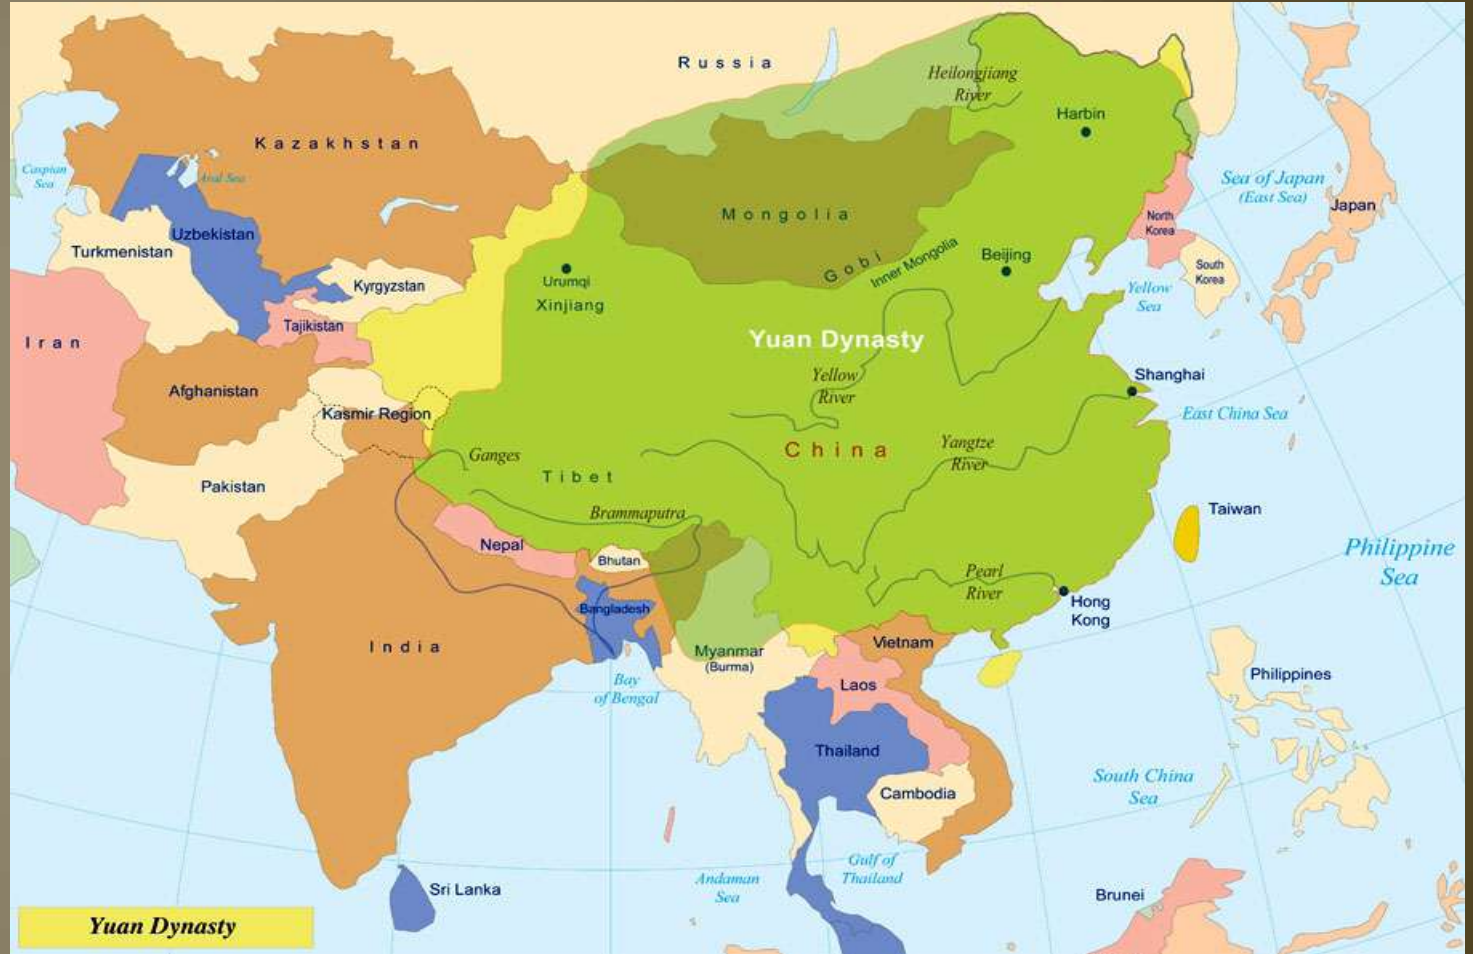 Russia
Heilongjiang
River
Harbin
Kazakhstan
Caspian
Sea
Aral Sea
Sea of Japan
(East Sea)
Japan
Mongolia
North
Korea
Uzbekistan
Turkmenistan
Gobi
Inner Mongolia
Beijing
South
Korea
Urumqi
Xinjiang
Kyrgyzstan
Yellow
Sea
Tajikistan
Iran
Yuan Dynasty
Yellow
River
Shanghai
Afghanistan
Kasmir Region
East China Sea
China
Yangtze
River
Ganges
Tibet
Pakistan
Brammaputra
Taiwan
Nepal
Bhutan
Philippine
Sea
Pearl
River
Hong
Kong
Bangladesh
India
Myanmar
(Burma)
Vietnam
Laos
Bay
of Bengal
Philippines
Thailand
Cambodia
South China
Sea
Gulf of
Thailand
Andaman
Sea
Sri Lanka
Brunei
Yuan Dynasty